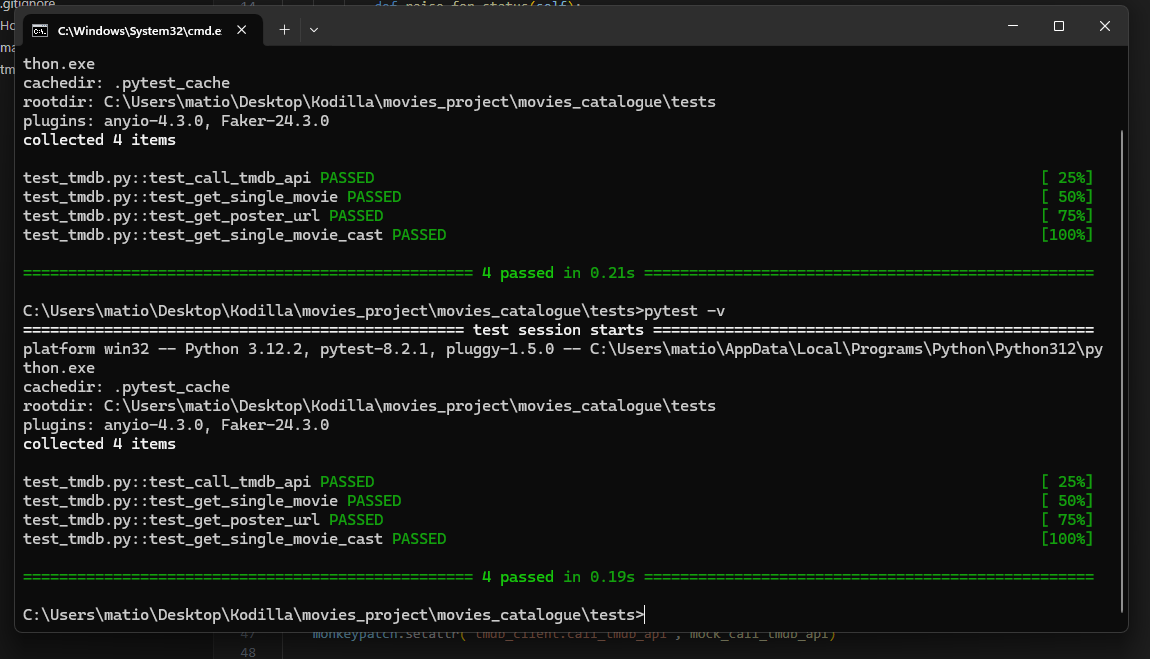 .gitignore
14 def raise_for_status(self):
C:\Windows\System32\cmd.e
Ho
ma
tm
thon.exe
cachedir: .pytest_cache
rootdir: C:\Users\matio\Desktop\Kodilla\movies_project\movies_catalogue\tests
plugins: anyio-4.3.0, Faker-24.3.0
collected 4 items
test_tmdb.py::test_call_tmdb_api PASSED [ 25%]
test_tmdb.py::test_get_single_movie PASSED [ 50%]
test_tmdb.py::test_get_poster_url PASSED [ 75%]
test_tmdb.py::test_get_single_movie_cast PASSED [100%]
================================================== 4 passed in 0.21s ==================================================
C:\Users\matio\Desktop\Kodilla\movies_project\movies_catalogue\tests>pytest -v
================================================= test session starts =================================================
platform win32 -- Python 3.12.2, pytest-8.2.1, pluggy-1.5.0 -- C:\Users\matio\AppData\Local\Programs\Python\Python312\py
thon.exe
cachedir: .pytest_cache
rootdir: C:\Users\matio\Desktop\Kodilla\movies_project\movies_catalogue\tests
plugins: anyio-4.3.0, Faker-24.3.0
collected 4 items
test_tmdb.py::test_call_tmdb_api PASSED [ 25%]
test_tmdb.py::test_get_single_movie PASSED [ 50%]
test_tmdb.py::test_get_poster_url PASSED [ 75%]
test_tmdb.py::test_get_single_movie_cast PASSED [100%]
================================================== 4 passed in 0.19s ==================================================
C:\Users\matio\Desktop\Kodilla\movies_project\movies_catalogue\tests>
47 monkeypatch.setattr("tmdb_client.call_tmdb_api", mock_call_tmdb_api)
48